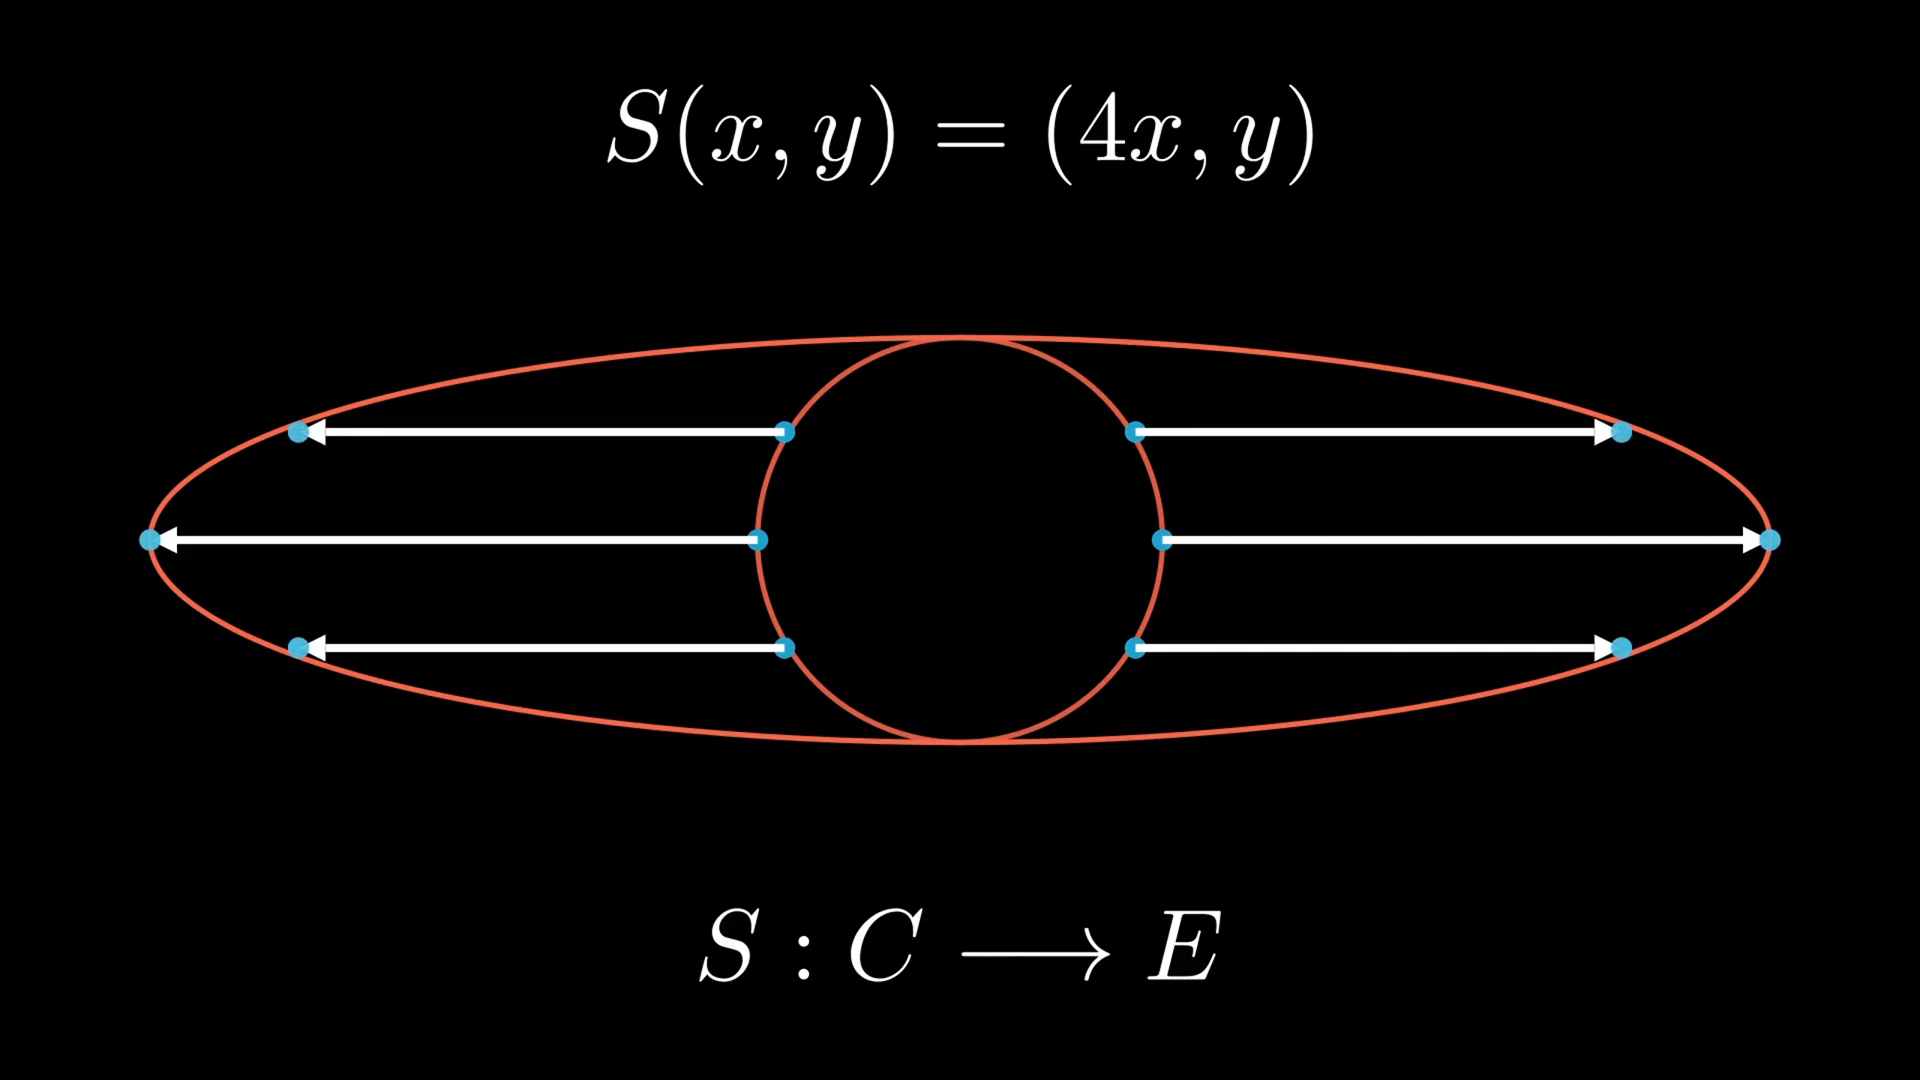 S(x, y) = (4x, y)
S : C ⟶ E